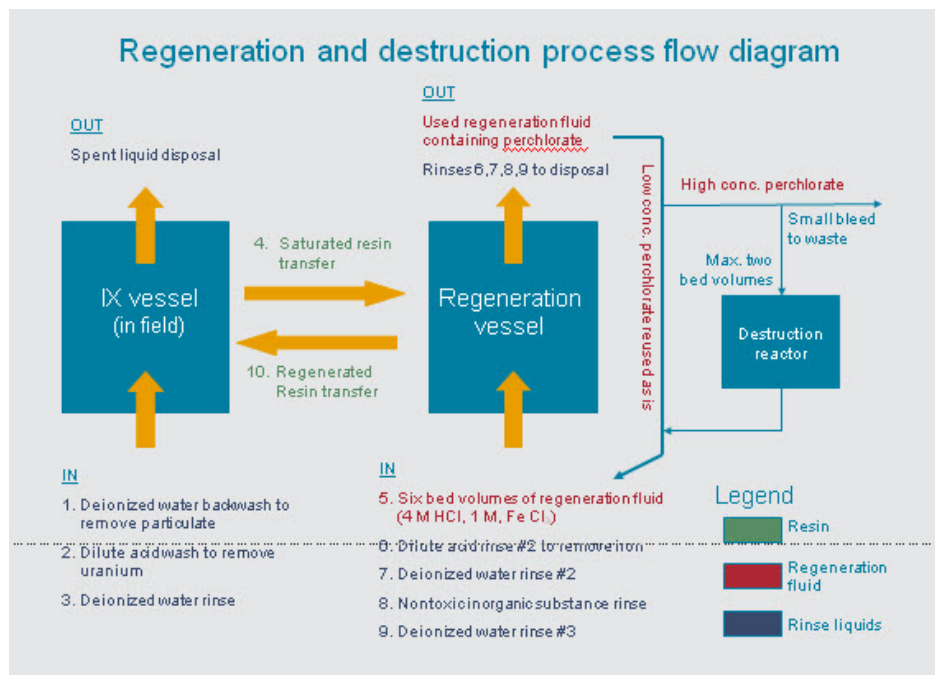 Regeneration and destruction process flow diagram
OUT
Spent liquid disposal
IX vessel
(in field)
IN
1. Deionized water backwash to
remove particulate
2. Dilute acid wash to remove
uranium
3. Deionized water rinse
4. Saturated resin
transfer
10. Regenerated
Resin transfer
OUT
Used regeneration fluid
containing perchlorate
Rinses 6,7,8,9 to disposal
Regeneration
vessel
IN
5. Six bed volumes of regeneration fluid
(4 M HCl, 1 M, Fe Cl₃)
6. Dilute acid rinse #2 to remove iron
7. Deionized water rinse #2
8. Nontoxic inorganic substance rinse
9. Deionized water rinse #3
Low conc. perchlorate reused as is
High conc. perchlorate
Small bleed
to waste
Max. two
bed volumes
Destruction
reactor
Legend
Resin
Regeneration
fluid
Rinse liquids